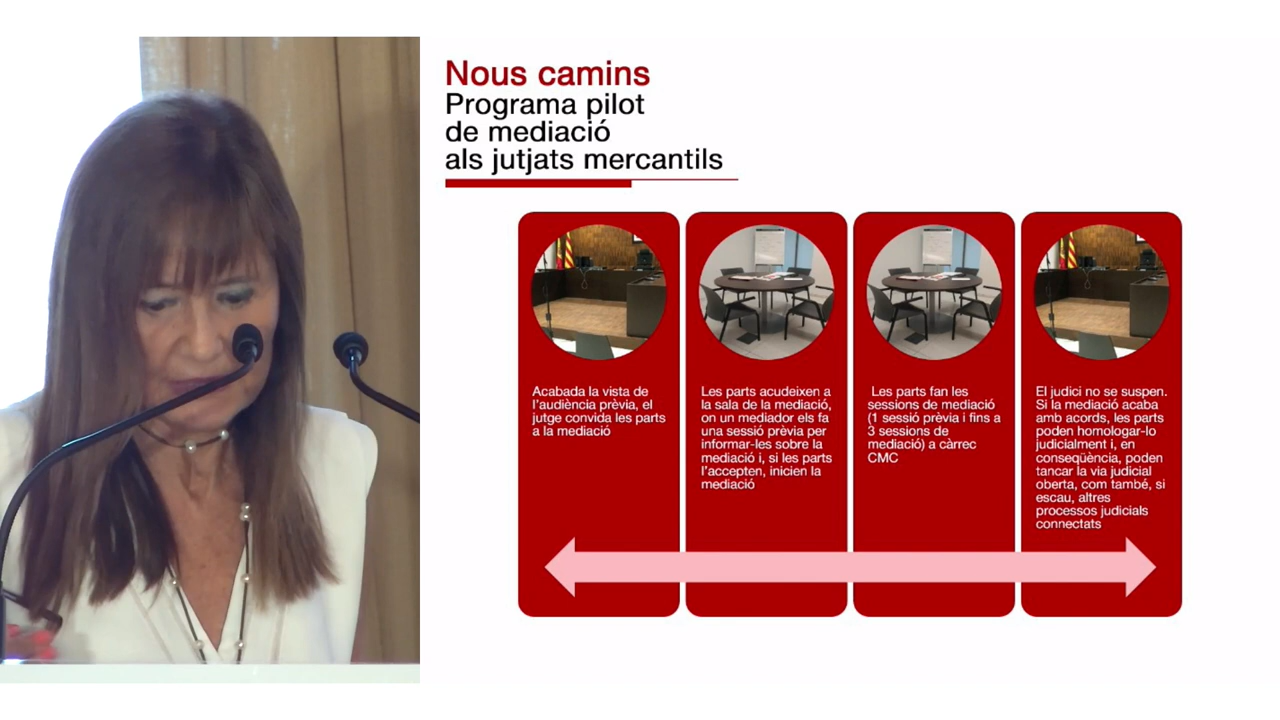 Nous camins
Programa pilot
de mediació
als jutjats mercantils
Acabada la vista de
l'audiència prèvia, el
jutge convida les parts
a la mediació
Les parts acudeixen a
la sala de la mediació,
on un mediador els fa
una sessió prèvia per
informar-les sobre la
mediació i, si les parts
l'accepten, inicien la
mediació
Les parts fan les
sessions de mediació
(1 sessió prèvia i fins a
3 sessions de
mediació) a càrrec
CMC
El judici no se suspen.
Si la mediació acaba
amb acords, les parts
poden homologar-lo
judicialment i, en
conseqüència, poden
tancar la via judicial
oberta, com també, si
escau, altres
processos judicials
connectats